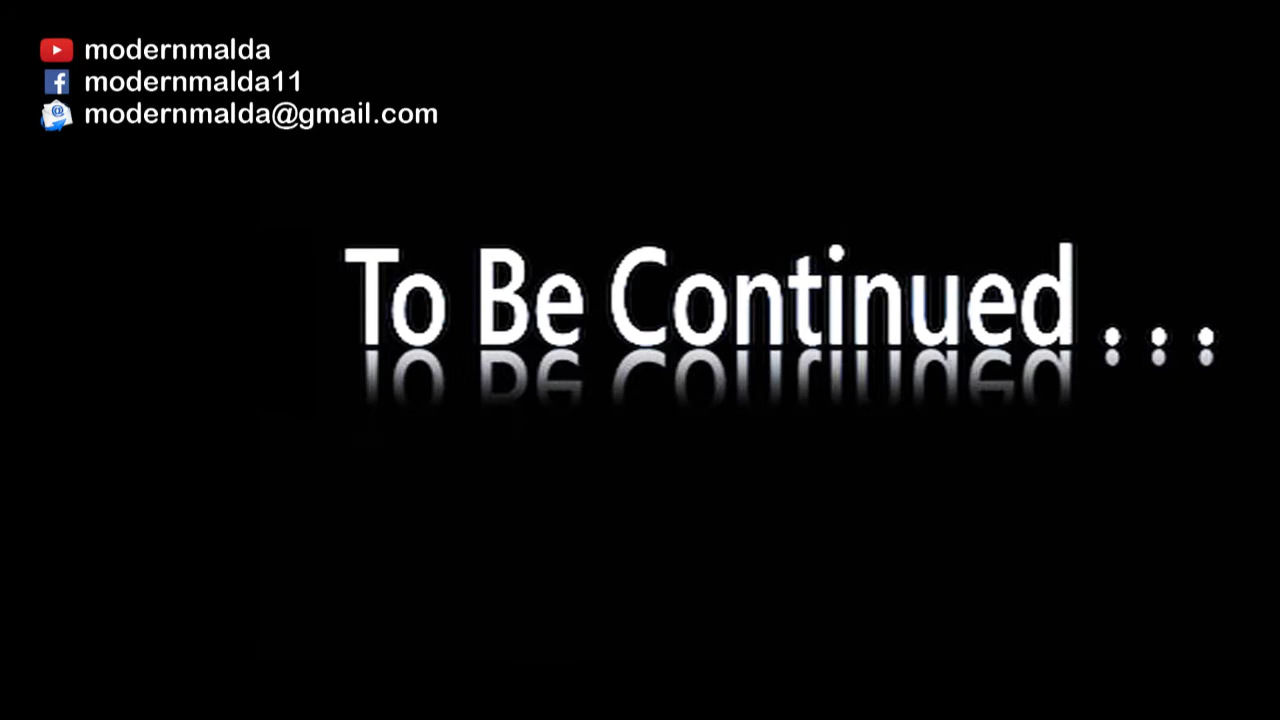 modernmalda
modernmalda11
modernmalda@gmail.com
To Be Continued . . .